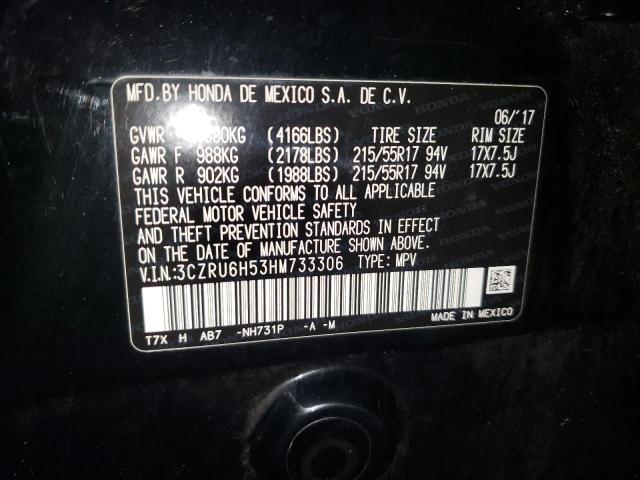 MFD.BY HONDA DE MEXICO S.A. DE C.V.
06/'17
GVWR (4166LBS) TIRE SIZE RIM SIZE
GAWR F 988KG (2178LBS) 215/55R17 94V 17X7.5J
GAWR R 902KG (1988LBS) 215/55R17 94V 17X7.5J
THIS VEHICLE CONFORMS TO ALL APPLICABLE
FEDERAL MOTOR VEHICLE SAFETY
AND THEFT PREVENTION STANDARDS IN EFFECT
ON THE DATE OF MANUFACTURE SHOWN ABOVE.
V.I.N.:3CZRU6H53HM733306 TYPE: MPV
T7X H AB7 -NH731P -A -M MADE IN MEXICO